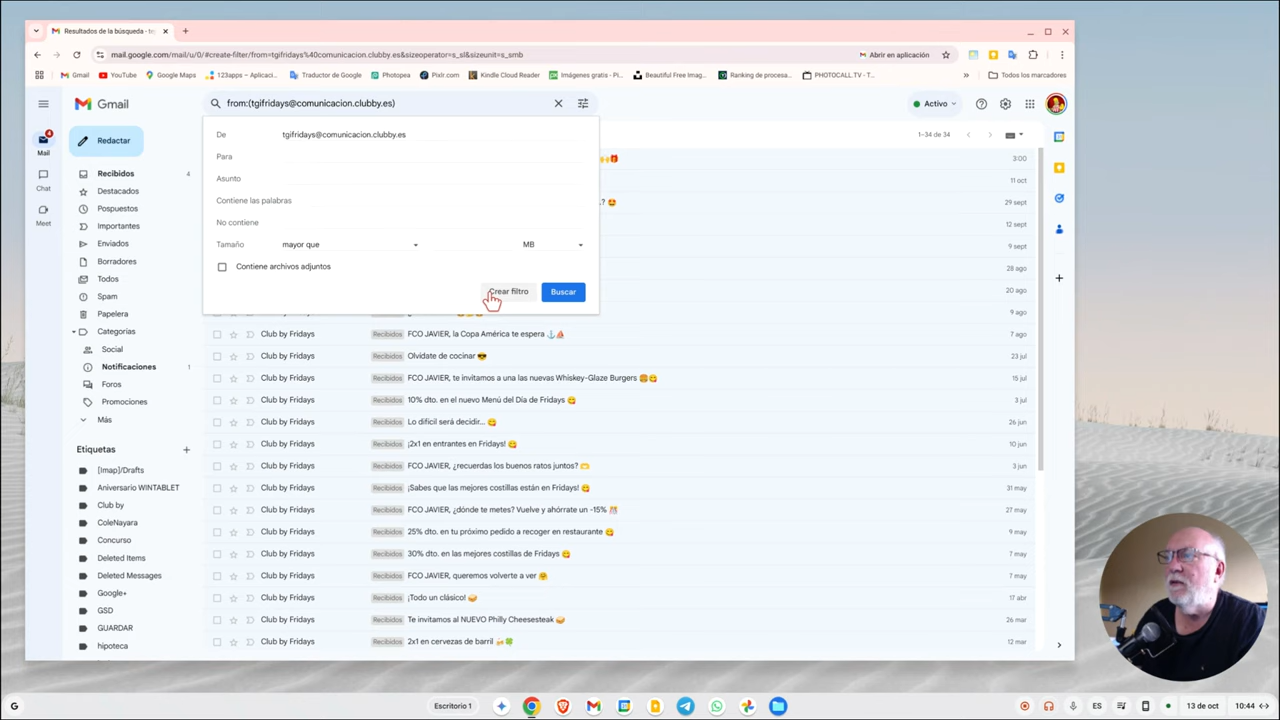 Resultados de la búsqueda - te
mail.google.com/mail/u/0/#create-filter/from=tgifridays%40comunicacion.clubby.es&sizeoperator=s_sl&sizeunit=s_smb
Abrir en aplicación
Gmail
YouTube
Google Maps
123apps – Aplicaci...
Traductor de Google
Photopea
Pixlr.com
Kindle Cloud Reader
Imágenes gratis - Pi...
Beautiful Free Imag...
Ranking de procesa...
PHOTOCALL.TV - T...
»
Todos los marcadores
Gmail
from:(tgifridays@comunicacion.clubby.es)
Activo
4
Mail
Chat
Meet
Redactar
Recibidos 4
Destacados
Pospuestos
Importantes
Enviados
Borradores
Todos
Spam
Papelera
Categorías
Social
Notificaciones 1
Foros
Promociones
Más
Etiquetas +
[Imap]/Drafts
Aniversario WINTABLET
Club by
ColeNayara
Concurso
Deleted Items
Deleted Messages
Google+
GSD
GUARDAR
hipoteca
De tgifridays@comunicacion.clubby.es
Para
Asunto
Contiene las palabras
No contiene
Tamaño mayor que MB
Contiene archivos adjuntos
Crear filtro Buscar
1–34 de 34
🙌🎁 3:00
11 oct
? 🤩 29 sept
12 sept
9 sept
28 ago
20 ago
Club by Fridays Recibidos FCO JAVIER, la Copa América te espera ⚓⛵ 7 ago
Club by Fridays Recibidos Olvídate de cocinar 😎 23 jul
Club by Fridays Recibidos FCO JAVIER, te invitamos a una las nuevas Whiskey-Glaze Burgers 🍔😋 15 jul
Club by Fridays Recibidos 10% dto. en el nuevo Menú del Día de Fridays 😋 3 jul
Club by Fridays Recibidos Lo difícil será decidir... 😋 26 jun
Club by Fridays Recibidos ¡2x1 en entrantes en Fridays! 😋 10 jun
Club by Fridays Recibidos FCO JAVIER, ¿recuerdas los buenos ratos juntos? 🫶 3 jun
Club by Fridays Recibidos ¡Sabes que las mejores costillas están en Fridays! 😋 31 may
Club by Fridays Recibidos FCO JAVIER, ¿dónde te metes? Vuelve y ahórrate un -15% 🎊 27 may
Club by Fridays Recibidos 25% dto. en tu próximo pedido a recoger en restaurante 😋 9 may
Club by Fridays Recibidos 30% dto. en las mejores costillas de Fridays 😋 7 may
Club by Fridays Recibidos FCO JAVIER, queremos volverte a ver 🤗 7 may
Club by Fridays Recibidos ¡Todo un clásico! 🥪 17 abr
Club by Fridays Recibidos Te invitamos al NUEVO Philly Cheesesteak 🥪 26 mar
Club by Fridays Recibidos 2x1 en cervezas de barril 🍻🍀 12 mar
G
Escritorio 1
ES
13 de oct
10:44